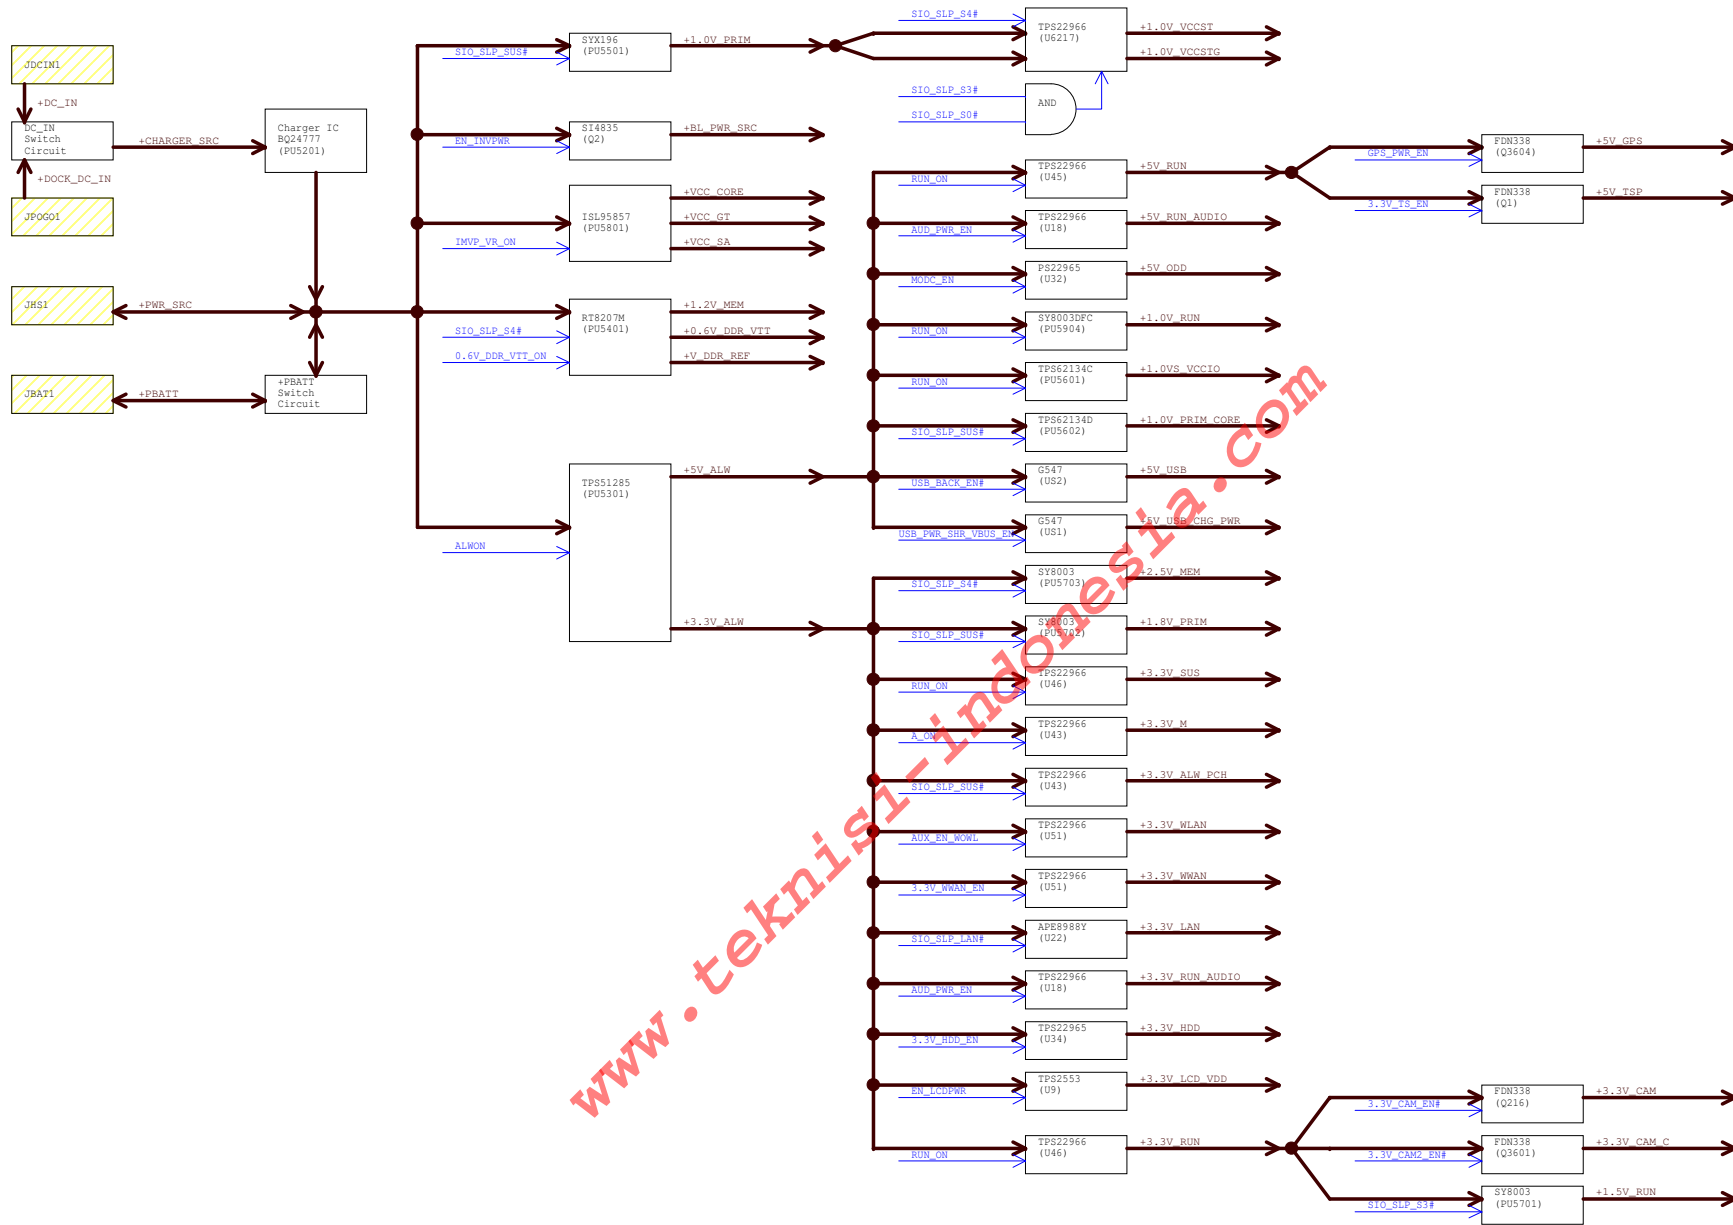 JDCIN1
+DC_IN
DC_IN
Switch
Circuit
+DOCK_DC_IN
JPOGO1
+CHARGER_SRC
Charger IC
BQ24777
(PU5201)
JHS1
+PWR_SRC
JBAT1
+PBATT
+PBATT
Switch
Circuit
SIO_SLP_SUS#
SYX196
(PU5501)
+1.0V_PRIM
EN_INVPWR
SI4835
(Q2)
+BL_PWR_SRC
IMVP_VR_ON
ISL95857
(PU5801)
+VCC_CORE
+VCC_GT
+VCC_SA
SIO_SLP_S4#
0.6V_DDR_VTT_ON
RT8207M
(PU5401)
+1.2V_MEM
+0.6V_DDR_VTT
+V_DDR_REF
ALWON
TPS51285
(PU5301)
+5V_ALW
+3.3V_ALW
SIO_SLP_S4#
TPS22966
(U6217)
+1.0V_VCCST
+1.0V_VCCSTG
SIO_SLP_S3#
SIO_SLP_S0#
AND
RUN_ON
TPS22966
(U45)
+5V_RUN
AUD_PWR_EN
TPS22966
(U18)
+5V_RUN_AUDIO
MODC_EN
PS22965
(U32)
+5V_ODD
RUN_ON
SY8003DFC
(PU5904)
+1.0V_RUN
RUN_ON
TPS62134C
(PU5601)
+1.0VS_VCCIO
SIO_SLP_SUS#
TPS62134D
(PU5602)
+1.0V_PRIM_CORE
USB_BACK_EN#
G547
(US2)
+5V_USB
USB_PWR_SHR_VBUS_EN
G547
(US1)
+5V_USB_CHG_PWR
SIO_SLP_S4#
SY8003
(PU5703)
+2.5V_MEM
SIO_SLP_SUS#
SY8003
(PU5702)
+1.8V_PRIM
RUN_ON
TPS22966
(U46)
+3.3V_SUS
A_ON
TPS22966
(U43)
+3.3V_M
SIO_SLP_SUS#
TPS22966
(U43)
+3.3V_ALW_PCH
AUX_EN_WOWL
TPS22966
(U51)
+3.3V_WLAN
3.3V_WWAN_EN
TPS22966
(U51)
+3.3V_WWAN
SIO_SLP_LAN#
APE8988Y
(U22)
+3.3V_LAN
AUD_PWR_EN
TPS22966
(U18)
+3.3V_RUN_AUDIO
3.3V_HDD_EN
TPS22965
(U34)
+3.3V_HDD
EN_LCDPWR
TPS2553
(U9)
+3.3V_LCD_VDD
RUN_ON
TPS22966
(U46)
+3.3V_RUN
GPS_PWR_EN
FDN338
(Q3604)
+5V_GPS
3.3V_TS_EN
FDN338
(Q1)
+5V_TSP
3.3V_CAM_EN#
FDN338
(Q216)
+3.3V_CAM
3.3V_CAM2_EN#
FDN338
(Q3601)
+3.3V_CAM_C
SIO_SLP_S3#
SY8003
(PU5701)
+1.5V_RUN
www.teknisi-indonesia.com